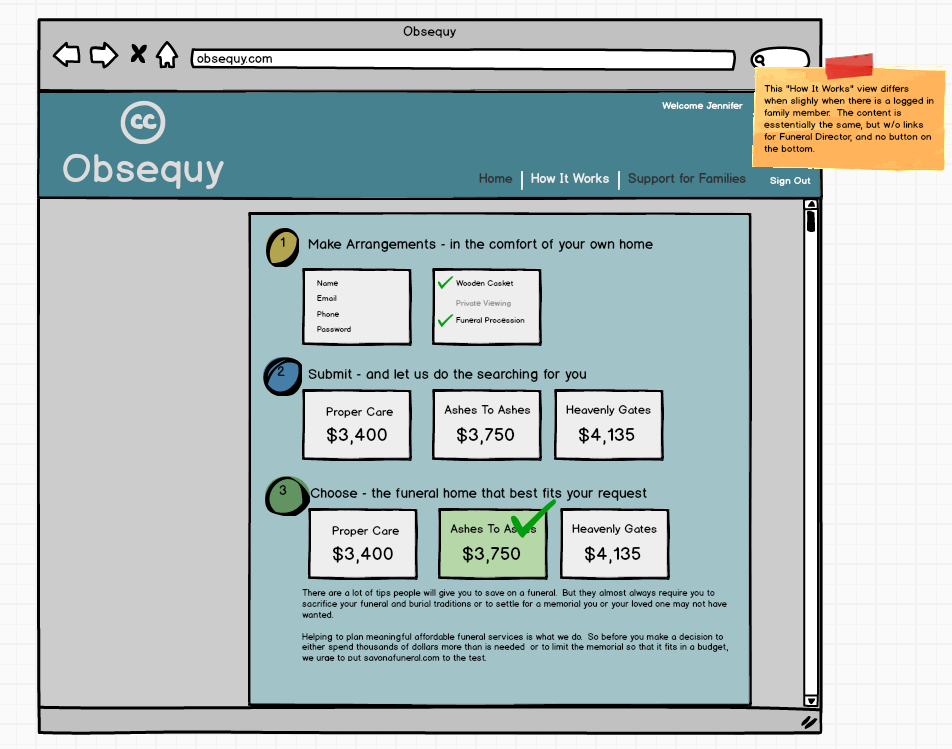 Obsequy
obsequy.com
This "How It Works" view differs
when slighly when there is a logged in
family member. The content is
esstentially the same, but w/o links
for Funeral Director, and no button on
the bottom.
Welcome Jennifer
cc
Obsequy
Home How It Works Support for Families Sign Out
1 Make Arrangements - in the comfort of your own home
Name
Email
Phone
Password
Wooden Casket
Private Viewing
Funeral Procession
2 Submit - and let us do the searching for you
Proper Care
$3,400
Ashes To Ashes
$3,750
Heavenly Gates
$4,135
3 Choose - the funeral home that best fits your request
Proper Care
$3,400
Ashes To Ashes
$3,750
Heavenly Gates
$4,135
There are a lot of tips people will give you to save on a funeral. But they almost always require you to
sacrifice your funeral and burial traditions or to settle for a memorial you or your loved one may not have
wanted.
Helping to plan meaningful affordable funeral services is what we do. So before you make a decision to
either spend thousands of dollars more than is needed or to limit the memorial so that it fits in a budget,
we urge to put savonafuneral.com to the test.